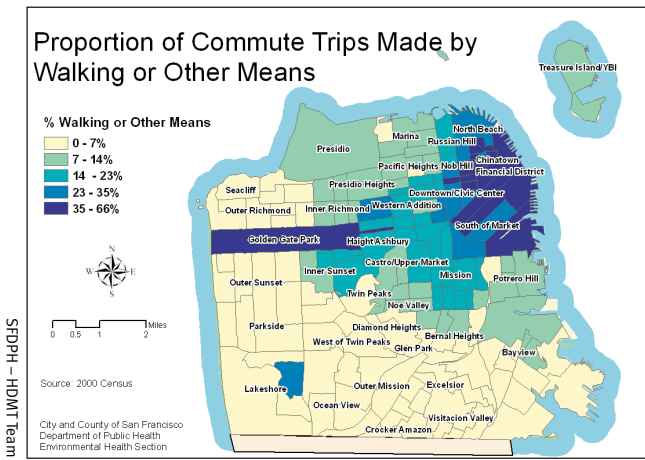 Proportion of Commute Trips Made by
Walking or Other Means
% Walking or Other Means
0 - 7%
7 - 14%
14 - 23%
23 - 35%
35 - 66%
N
W
E
S
0
0.5
1
2
Miles
Source: 2000 Census
City and County of San Francisco
Department of Public Health
Environmental Health Section
SFDPH – HDMT Team
Treasure Island/YBI
North Beach
Marina
Russian Hill
Presidio
Chinatown
Pacific Heights
Nob Hill
Financial District
Presidio Heights
Seacliff
Downtown/Civic Center
Western Addition
Outer Richmond
Inner Richmond
South of Market
Golden Gate Park
Haight Ashbury
Castro/Upper Market
Inner Sunset
Mission
Potrero Hill
Outer Sunset
Twin Peaks
Noe Valley
Parkside
Diamond Heights
Bernal Heights
West of Twin Peaks
Glen Park
Bayview
Lakeshore
Outer Mission
Excelsior
Ocean View
Visitacion Valley
Crocker Amazon